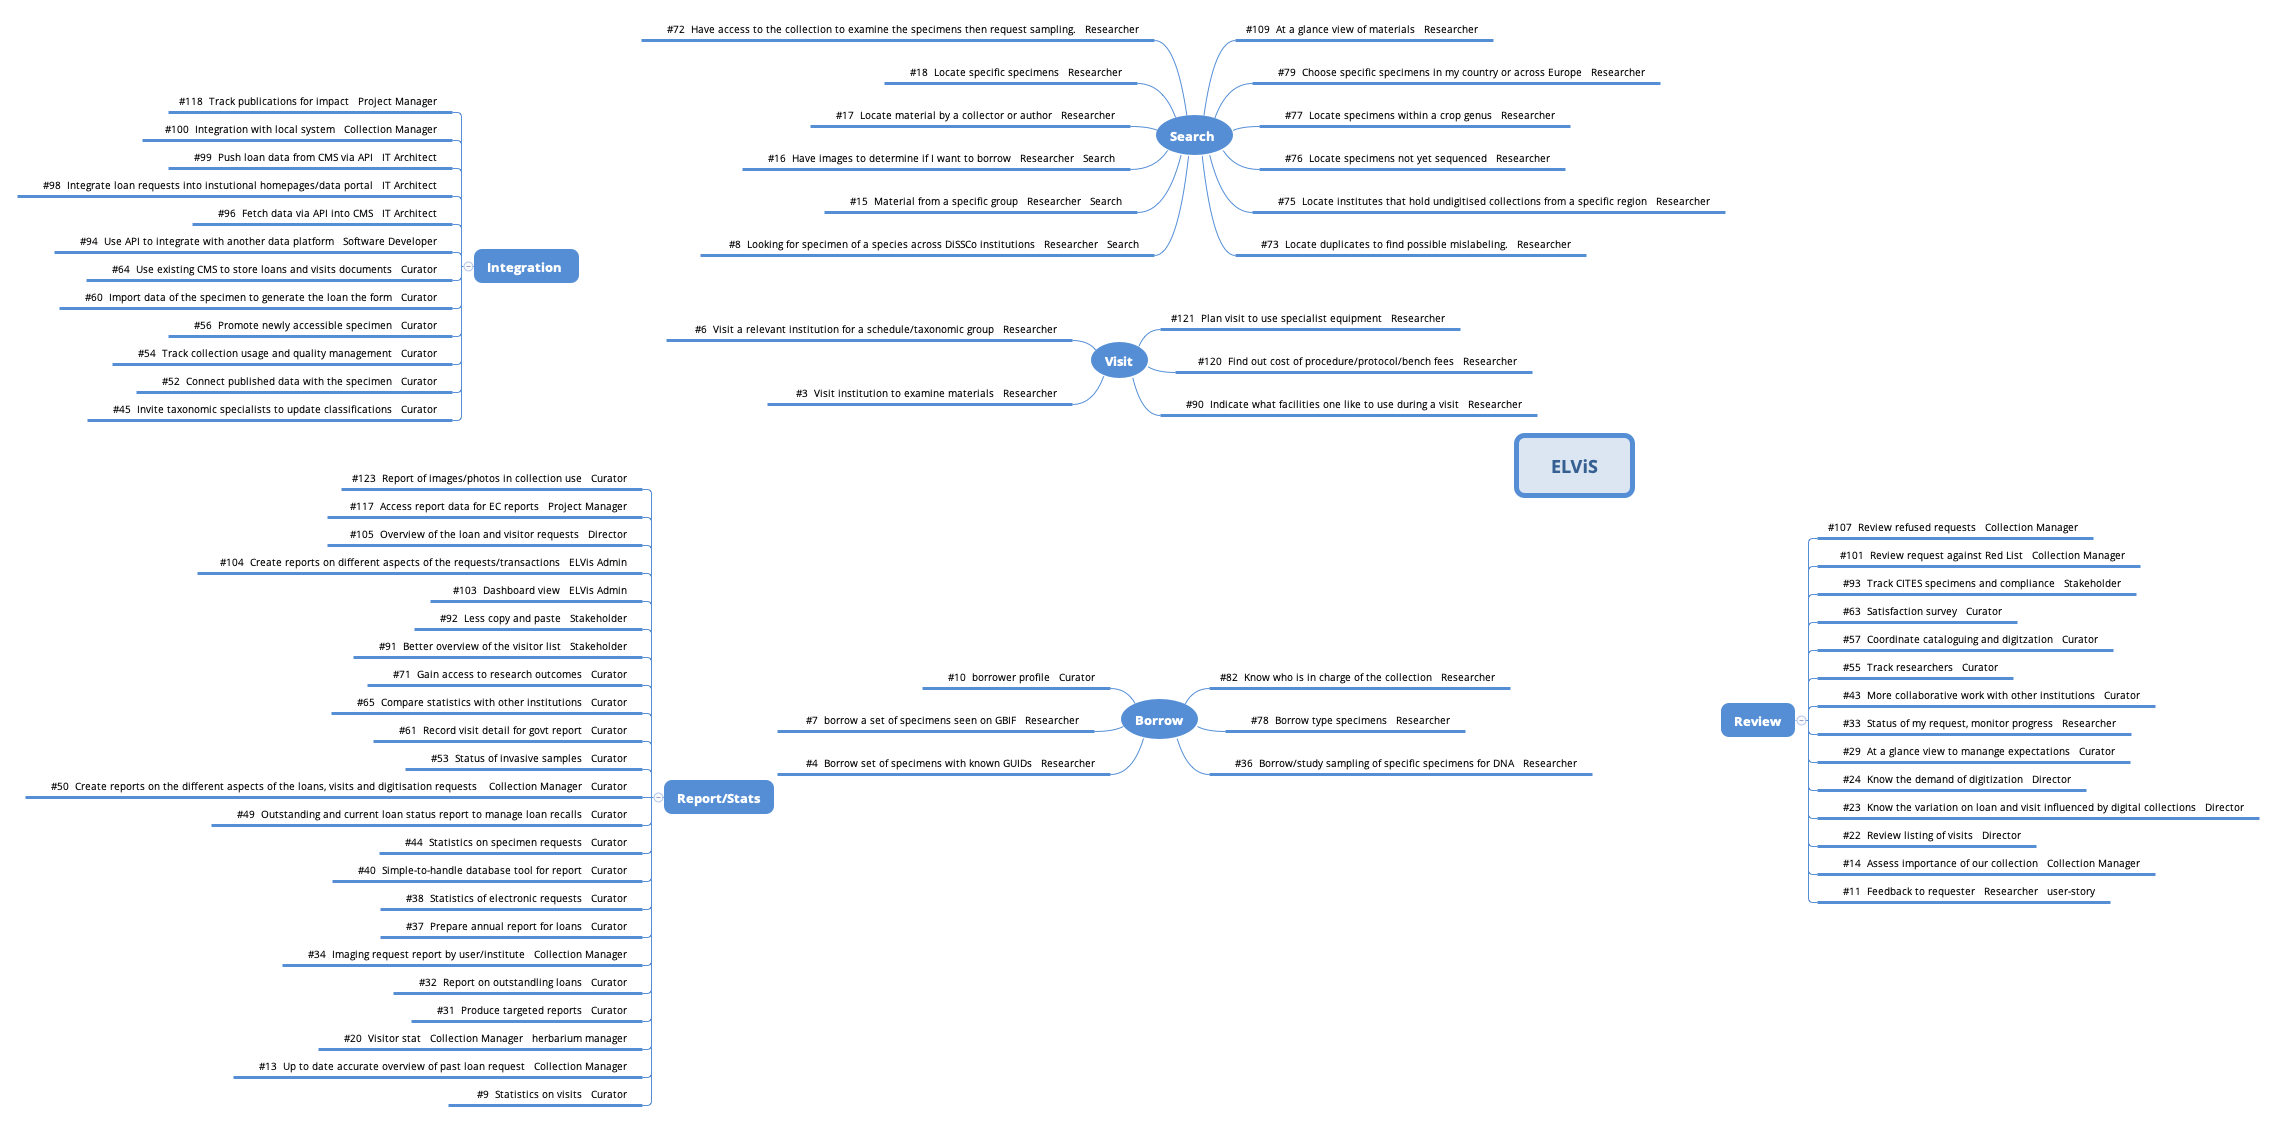 #72 Have access to the collection to examine the specimens then request sampling. Researcher
#18 Locate specific specimens Researcher
#17 Locate material by a collector or author Researcher
#16 Have images to determine if I want to borrow Researcher Search
#15 Material from a specific group Researcher Search
#8 Looking for specimen of a species across DiSSCo institutions Researcher Search
Search
#109 At a glance view of materials Researcher
#79 Choose specific specimens in my country or across Europe Researcher
#77 Locate specimens within a crop genus Researcher
#76 Locate specimens not yet sequenced Researcher
#75 Locate institutes that hold undigitised collections from a specific region Researcher
#73 Locate duplicates to find possible mislabeling. Researcher
#118 Track publications for impact Project Manager
#100 Integration with local system Collection Manager
#99 Push loan data from CMS via API IT Architect
#98 Integrate loan requests into instutional homepages/data portal IT Architect
#96 Fetch data via API into CMS IT Architect
#94 Use API to integrate with another data platform Software Developer
#64 Use existing CMS to store loans and visits documents Curator
#60 Import data of the specimen to generate the loan the form Curator
#56 Promote newly accessible specimen Curator
#54 Track collection usage and quality management Curator
#52 Connect published data with the specimen Curator
#45 Invite taxonomic specialists to update classifications Curator
Integration
#6 Visit a relevant institution for a schedule/taxonomic group Researcher
#3 Visit institution to examine materials Researcher
Visit
#121 Plan visit to use specialist equipment Researcher
#120 Find out cost of procedure/protocol/bench fees Researcher
#90 Indicate what facilities one like to use during a visit Researcher
ELViS
#123 Report of images/photos in collection use Curator
#117 Access report data for EC reports Project Manager
#105 Overview of the loan and visitor requests Director
#104 Create reports on different aspects of the requests/transactions ELVis Admin
#103 Dashboard view ELVis Admin
#92 Less copy and paste Stakeholder
#91 Better overview of the visitor list Stakeholder
#71 Gain access to research outcomes Curator
#65 Compare statistics with other institutions Curator
#61 Record visit detail for govt report Curator
#53 Status of invasive samples Curator
#50 Create reports on the different aspects of the loans, visits and digitisation requests Collection Manager Curator
#49 Outstanding and current loan status report to manage loan recalls Curator
#44 Statistics on specimen requests Curator
#40 Simple-to-handle database tool for report Curator
#38 Statistics of electronic requests Curator
#37 Prepare annual report for loans Curator
#34 Imaging request report by user/institute Collection Manager
#32 Report on outstanding loans Curator
#31 Produce targeted reports Curator
#20 Visitor stat Collection Manager herbarium manager
#13 Up to date accurate overview of past loan request Collection Manager
#9 Statistics on visits Curator
Report/Stats
#10 borrower profile Curator
#7 borrow a set of specimens seen on GBIF Researcher
#4 Borrow set of specimens with known GUIDs Researcher
Borrow
#82 Know who is in charge of the collection Researcher
#78 Borrow type specimens Researcher
#36 Borrow/study sampling of specific specimens for DNA Researcher
Review
#107 Review refused requests Collection Manager
#101 Review request against Red List Collection Manager
#93 Track CITES specimens and compliance Stakeholder
#63 Satisfaction survey Curator
#57 Coordinate cataloguing and digitzation Curator
#55 Track researchers Curator
#43 More collaborative work with other institutions Curator
#33 Status of my request, monitor progress Researcher
#29 At a glance view to manange expectations Curator
#24 Know the demand of digitization Director
#23 Know the variation on loan and visit influenced by digital collections Director
#22 Review listing of visits Director
#14 Assess importance of our collection Collection Manager
#11 Feedback to requester Researcher user-story